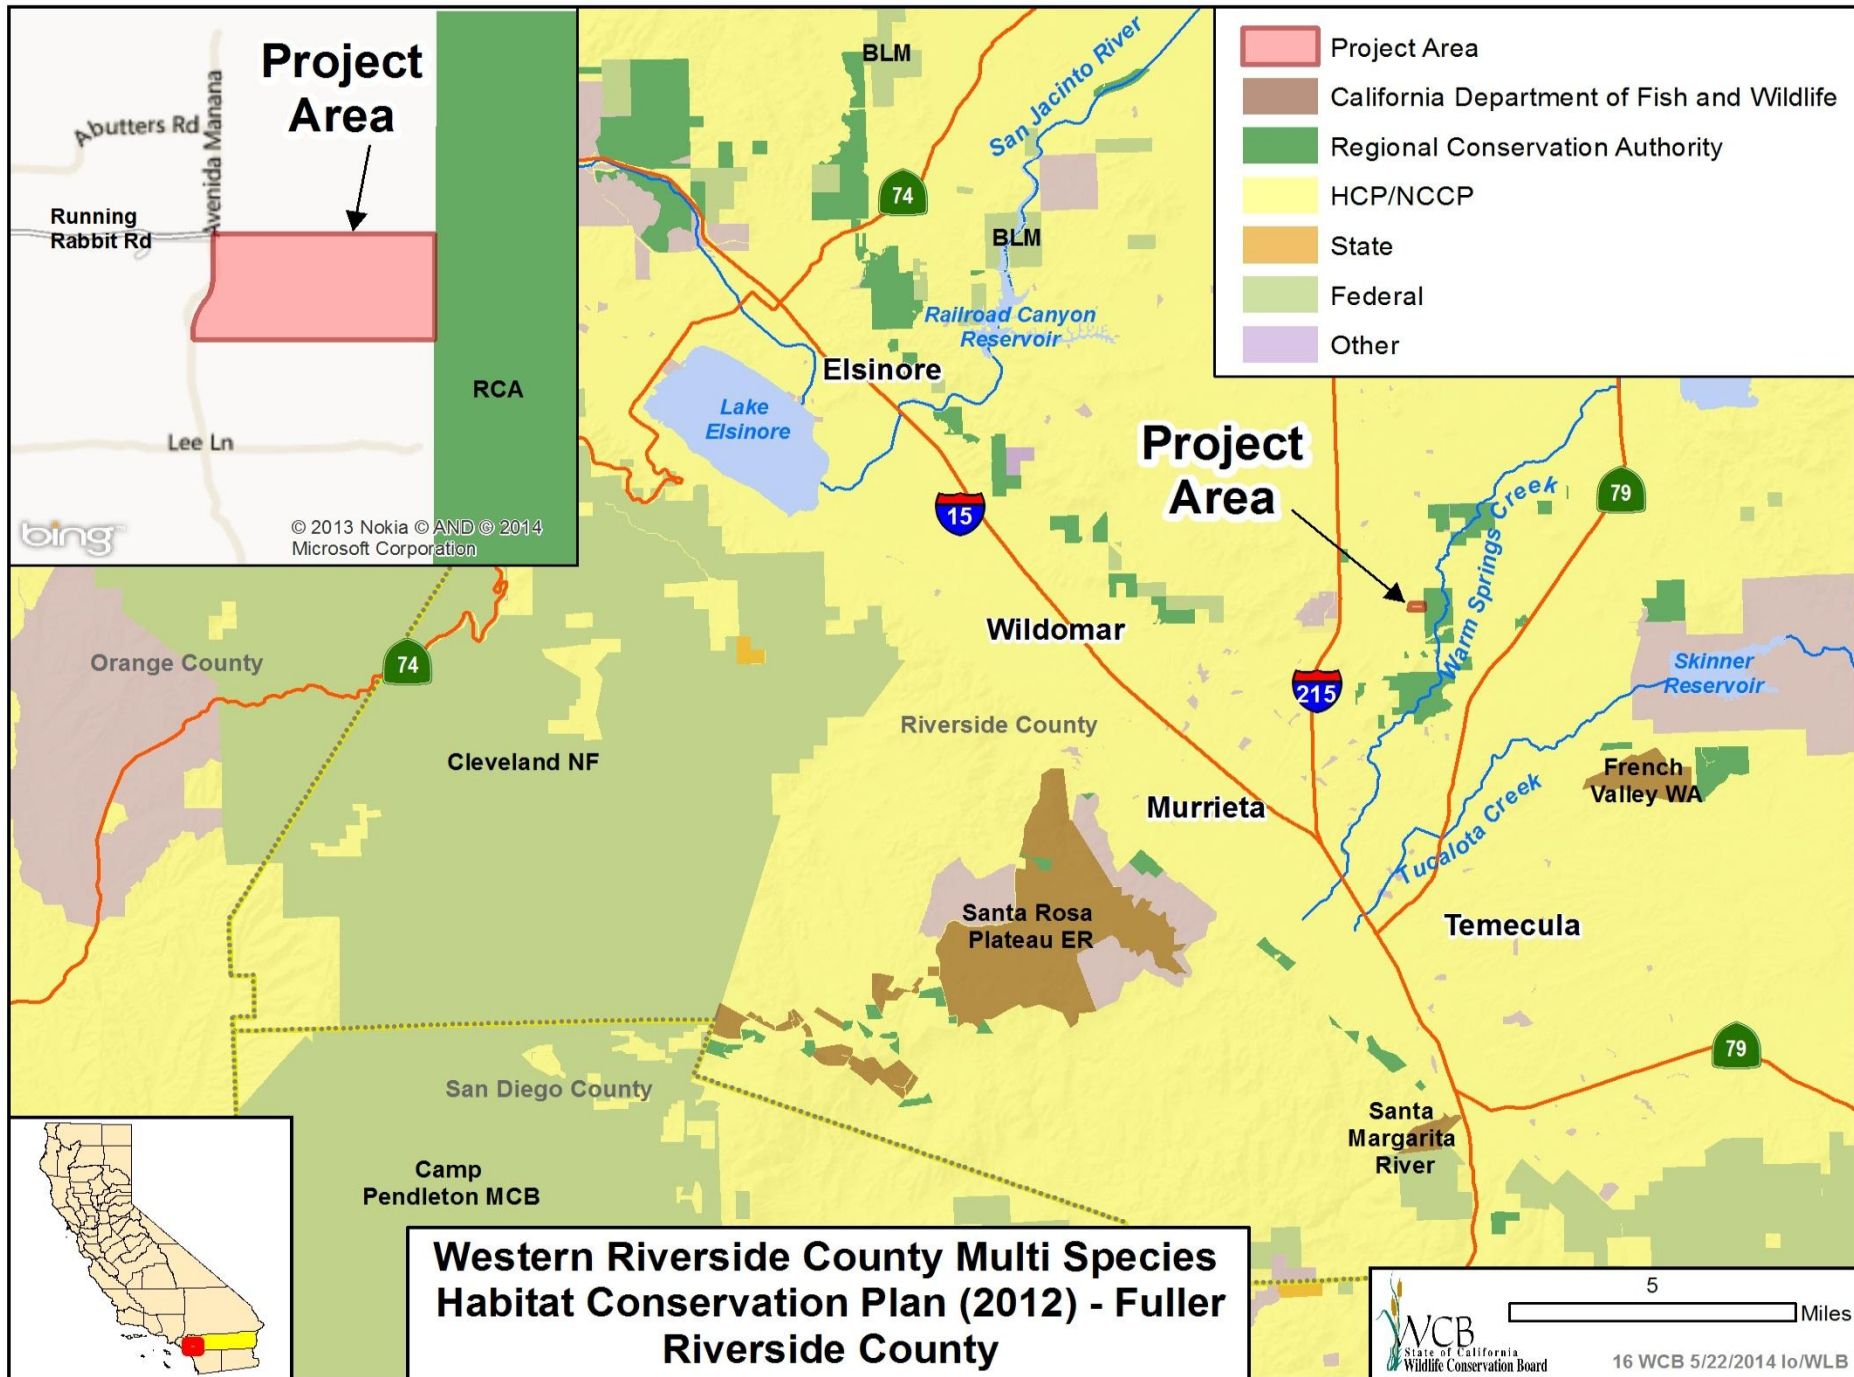 Project
Area
Abutters Rd
Avenida Manana
Running
Rabbit Rd
RCA
Lee Ln
bing
© 2013 Nokia © AND © 2014
Microsoft Corporation
Project Area
California Department of Fish and Wildlife
Regional Conservation Authority
HCP/NCCP
State
Federal
Other
BLM
San Jacinto River
74
BLM
Railroad Canyon
Reservoir
Elsinore
Lake
Elsinore
15
Project
Area
79
Warm Springs Creek
Wildomar
Orange County
74
215
Skinner
Reservoir
Riverside County
Cleveland NF
French
Valley WA
Murrieta
Tucalota Creek
Santa Rosa
Plateau ER
Temecula
79
San Diego County
Santa
Margarita
River
Camp
Pendleton MCB
Western Riverside County Multi Species
Habitat Conservation Plan (2012) - Fuller
Riverside County
5
Miles
WCB
State of California
Wildlife Conservation Board
16 WCB 5/22/2014 lo/WLB